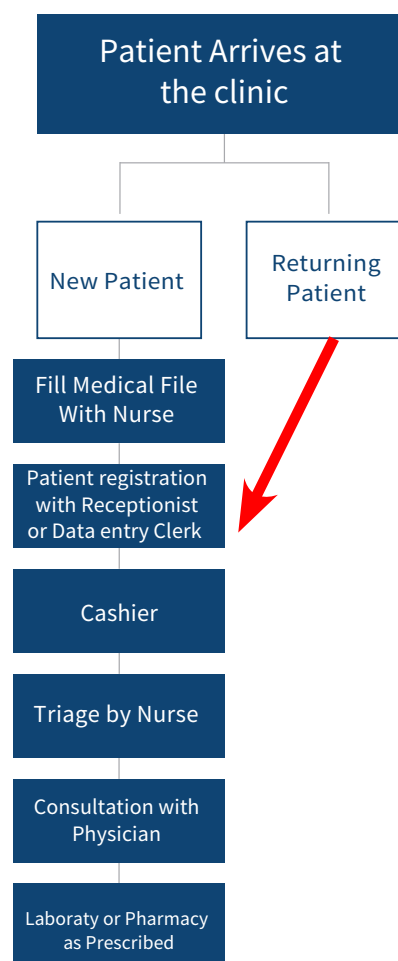 Patient Arrives at
the clinic
New Patient
Returning
Patient
Fill Medical File
With Nurse
Patient registration
with Receptionist
or Data entry Clerk
Cashier
Triage by Nurse
Consultation with
Physician
Laboraty or Pharmacy
as Prescribed